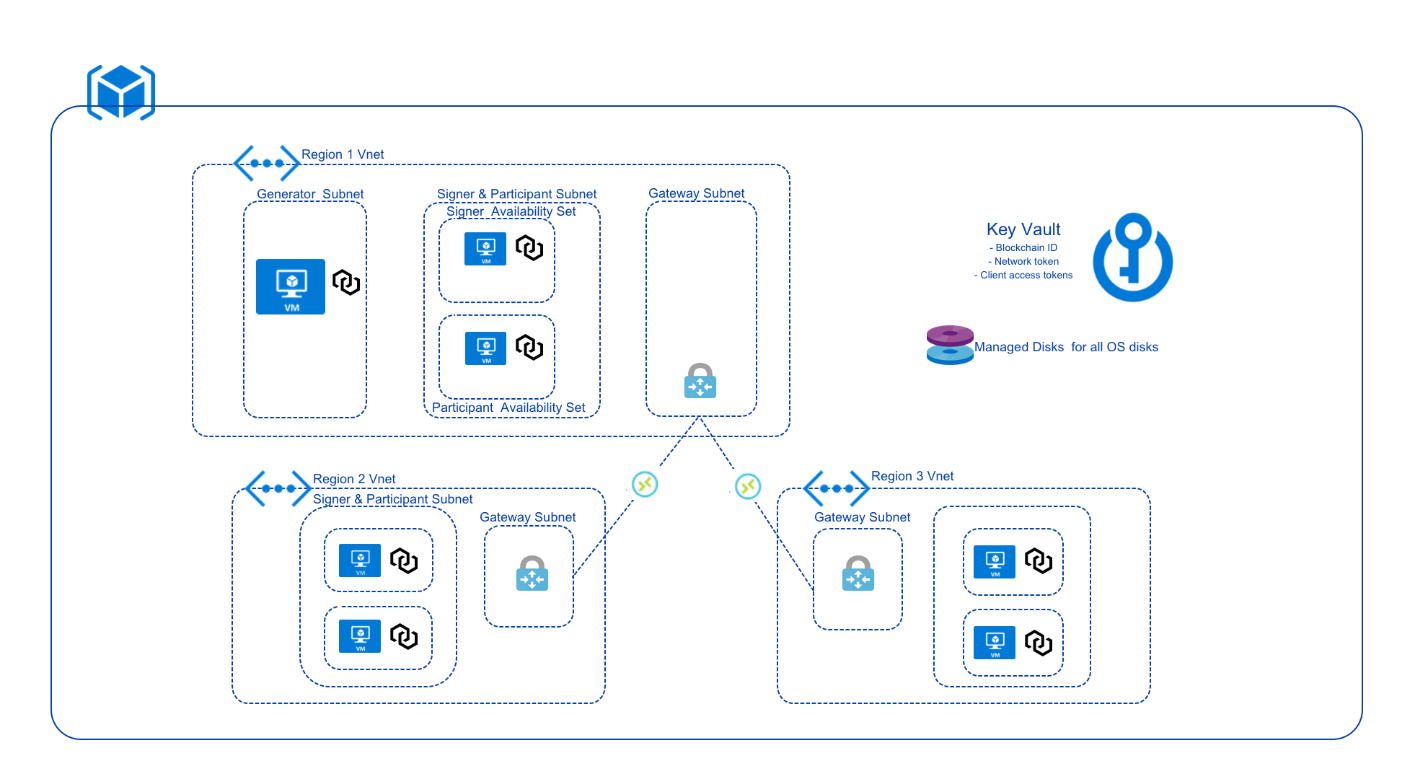 Region 1 Vnet
Generator Subnet
Signer & Participant Subnet
Gateway Subnet
Signer Availability Set
VM
VM
VM
Participant Availability Set
Key Vault
- Blockchain ID
- Network token
- Client access tokens
Managed Disks for all OS disks
Region 2 Vnet
Signer & Participant Subnet
Gateway Subnet
VM
VM
Region 3 Vnet
Gateway Subnet
VM
VM